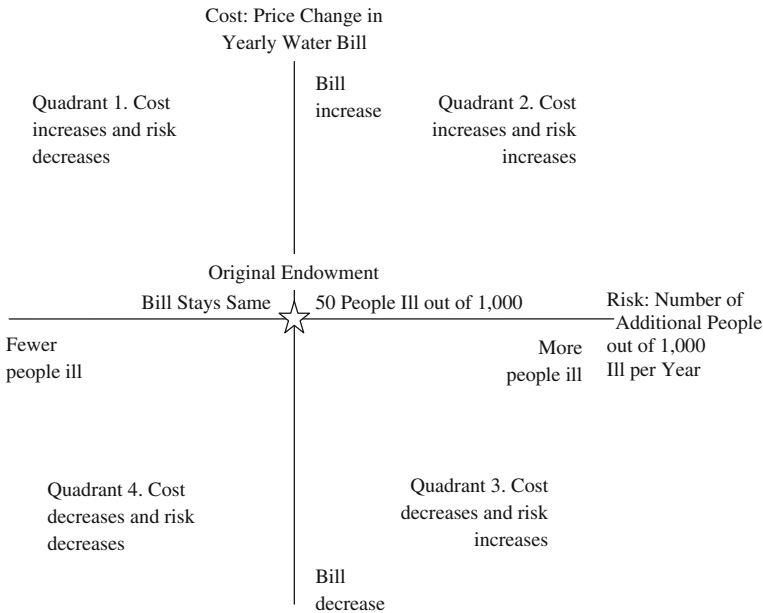 Cost: Price Change in
Yearly Water Bill
Bill
increase
Quadrant 1. Cost
increases and risk
decreases
Quadrant 2. Cost
increases and risk
increases
Original Endowment
Bill Stays Same
50 People Ill out of 1,000
Risk: Number of
Additional People
out of 1,000
Ill per Year
Fewer
people ill
More
people ill
Quadrant 4. Cost
decreases and risk
decreases
Quadrant 3. Cost
decreases and risk
increases
Bill
decrease